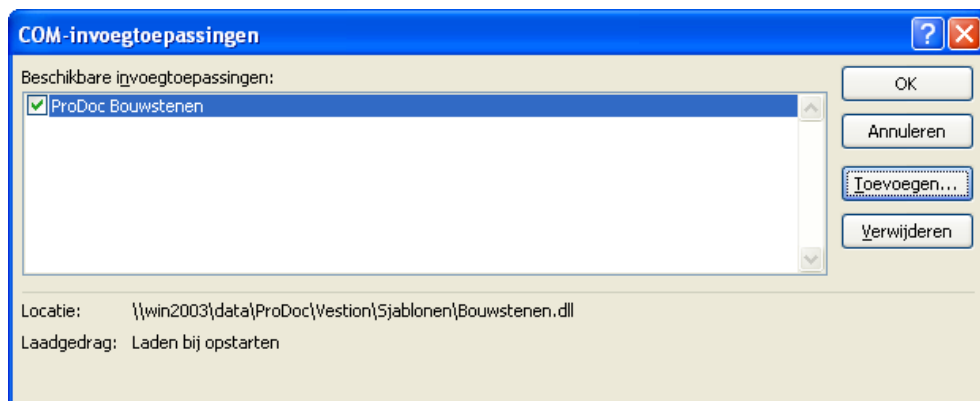 COM-invoegtoepassingen
Beschikbare invoegtoepassingen:
ProDoc Bouwstenen
OK
Annuleren
Toevoegen...
Verwijderen
Locatie: \\win2003\data\ProDoc\Vestion\Sjablonen\Bouwstenen.dll
Laadgedrag: Laden bij opstarten